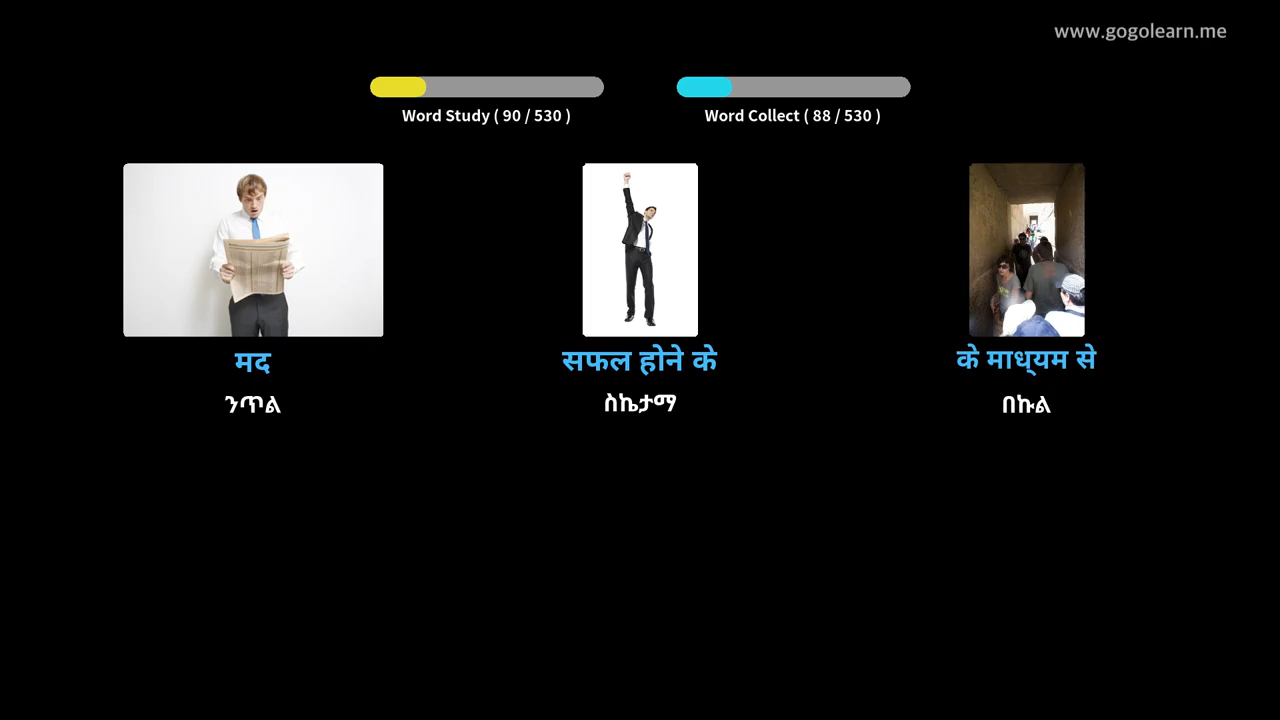 www.gogolearn.me
Word Study ( 90 / 530 )
Word Collect ( 88 / 530 )
मद
सफल होने के
के माध्यम से
ንጥል
ስኬታማ
በኩል